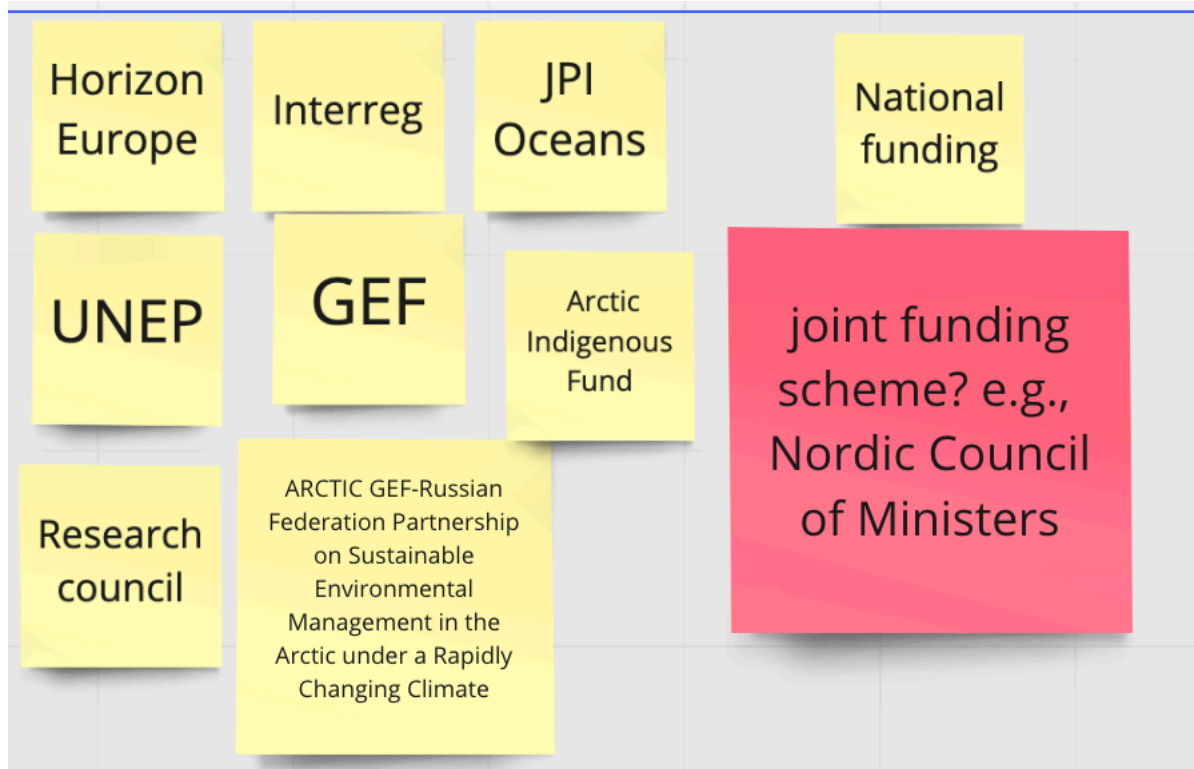 Horizon
Europe
Interreg
JPI
Oceans
National
funding
UNEP
GEF
Arctic
Indigenous
Fund
joint funding
scheme? e.g.,
Nordic Council
of Ministers
Research
council
ARCTIC GEF-Russian
Federation Partnership
on Sustainable
Environmental
Management in the
Arctic under a Rapidly
Changing Climate